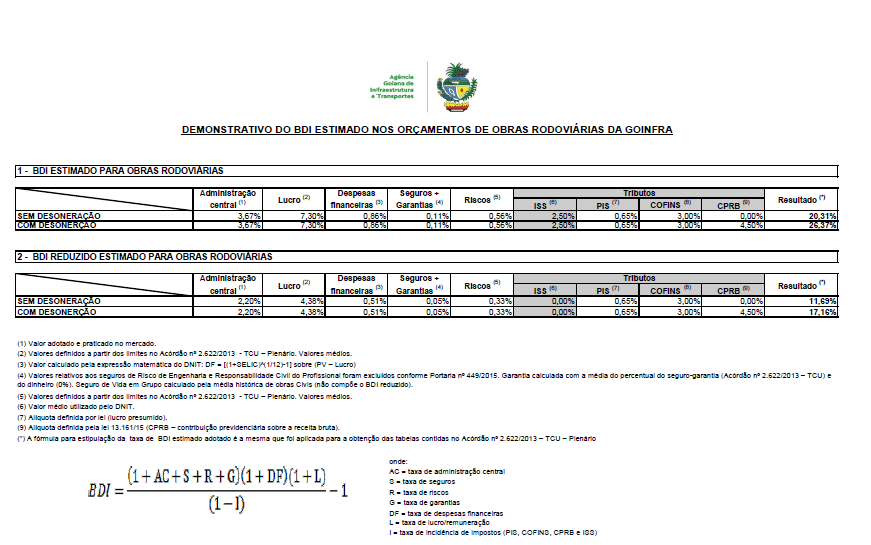 Agência
Goiana de
Infraestrutura
e Transportes
DEMONSTRATIVO DO BDI ESTIMADO NOS ORÇAMENTOS DE OBRAS RODOVIÁRIAS DA GOINFRA
1 - BDI ESTIMADO PARA OBRAS RODOVIÁRIAS
Administração central (1) Lucro (2) Despesas financeiras (3) Seguros + Garantias (4) Riscos (5) Tributos Resultado (*)
ISS (6) PIS (7) COFINS (8) CPRB (9)
SEM DESONERAÇÃO 3,67% 7,30% 0,86% 0,11% 0,56% 2,50% 0,65% 3,00% 0,00% 20,31%
COM DESONERAÇÃO 3,67% 7,30% 0,86% 0,11% 0,56% 2,50% 0,65% 3,00% 4,50% 26,37%
2 - BDI REDUZIDO ESTIMADO PARA OBRAS RODOVIÁRIAS
Administração central (1) Lucro (2) Despesas financeiras (3) Seguros + Garantias (4) Riscos (5) Tributos Resultado (*)
ISS (6) PIS (7) COFINS (8) CPRB (9)
SEM DESONERAÇÃO 2,20% 4,38% 0,51% 0,05% 0,33% 0,00% 0,65% 3,00% 0,00% 11,69%
COM DESONERÇÃO 2,20% 4,38% 0,51% 0,05% 0,33% 0,00% 0,65% 3,00% 4,50% 17,16%
(1) Valor adotado e praticado no mercado.
(2) Valores definidos a partir dos limites no Acórdão nº 2.622/2013 - TCU – Plenário. Valores médios.
(3) Valor calculado pela expressão matemática do DNIT: DF = [(1+SELIC)^(1/12)-1] sobre (PV – Lucro)
(4) Valores relativos aos seguros de Risco de Engenharia e Responsabilidade Civil do Profissional foram excluídos conforme Portaria nº 449/2015. Garantia calculada com a média do percentual do seguro-garantia (Acórdão nº 2.622/2013 – TCU) e
do dinheiro (0%). Seguro de Vida em Grupo calculado pela média histórica de obras Civis (não compõe o BDI reduzido).
(5) Valores definidos a partir dos limites no Acórdão nº 2.622/2013 - TCU – Plenário. Valores médios.
(6) Valor médio utilizado pelo DNIT.
(7) Alíquota definida por lei (lucro presumido).
(9) Alíquota definida pela lei 13.161/15 (CPRB – contribuição previdenciária sobre a receita bruta).
(*) A fórmula para estipulação da taxa de BDI estimado adotado é a mesma que foi aplicada para a obtenção das tabelas contidas no Acórdão nº 2.622/2013 – TCU – Plenário
BDI = (1+AC+S+R+G)(1+DF)(1+L) / (1-I) - 1
onde:
AC = taxa de administração central
S = taxa de seguros
R = taxa de riscos
G = taxa de garantias
DF = taxa de despesas financeiras
L = taxa de lucro/remuneração
I = taxa de incidência de impostos (PIS, COFINS, CPRB e ISS)